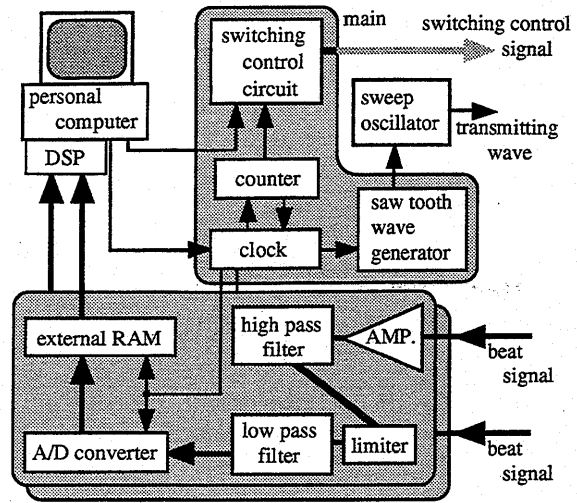 main
switching
control
circuit
switching control
signal
personal
computer
DSP
sweep
oscillator
transmitting
wave
counter
clock
saw tooth
wave
generator
external RAM
high pass
filter
AMP.
beat
signal
A/D converter
low pass
filter
limiter
beat
signal